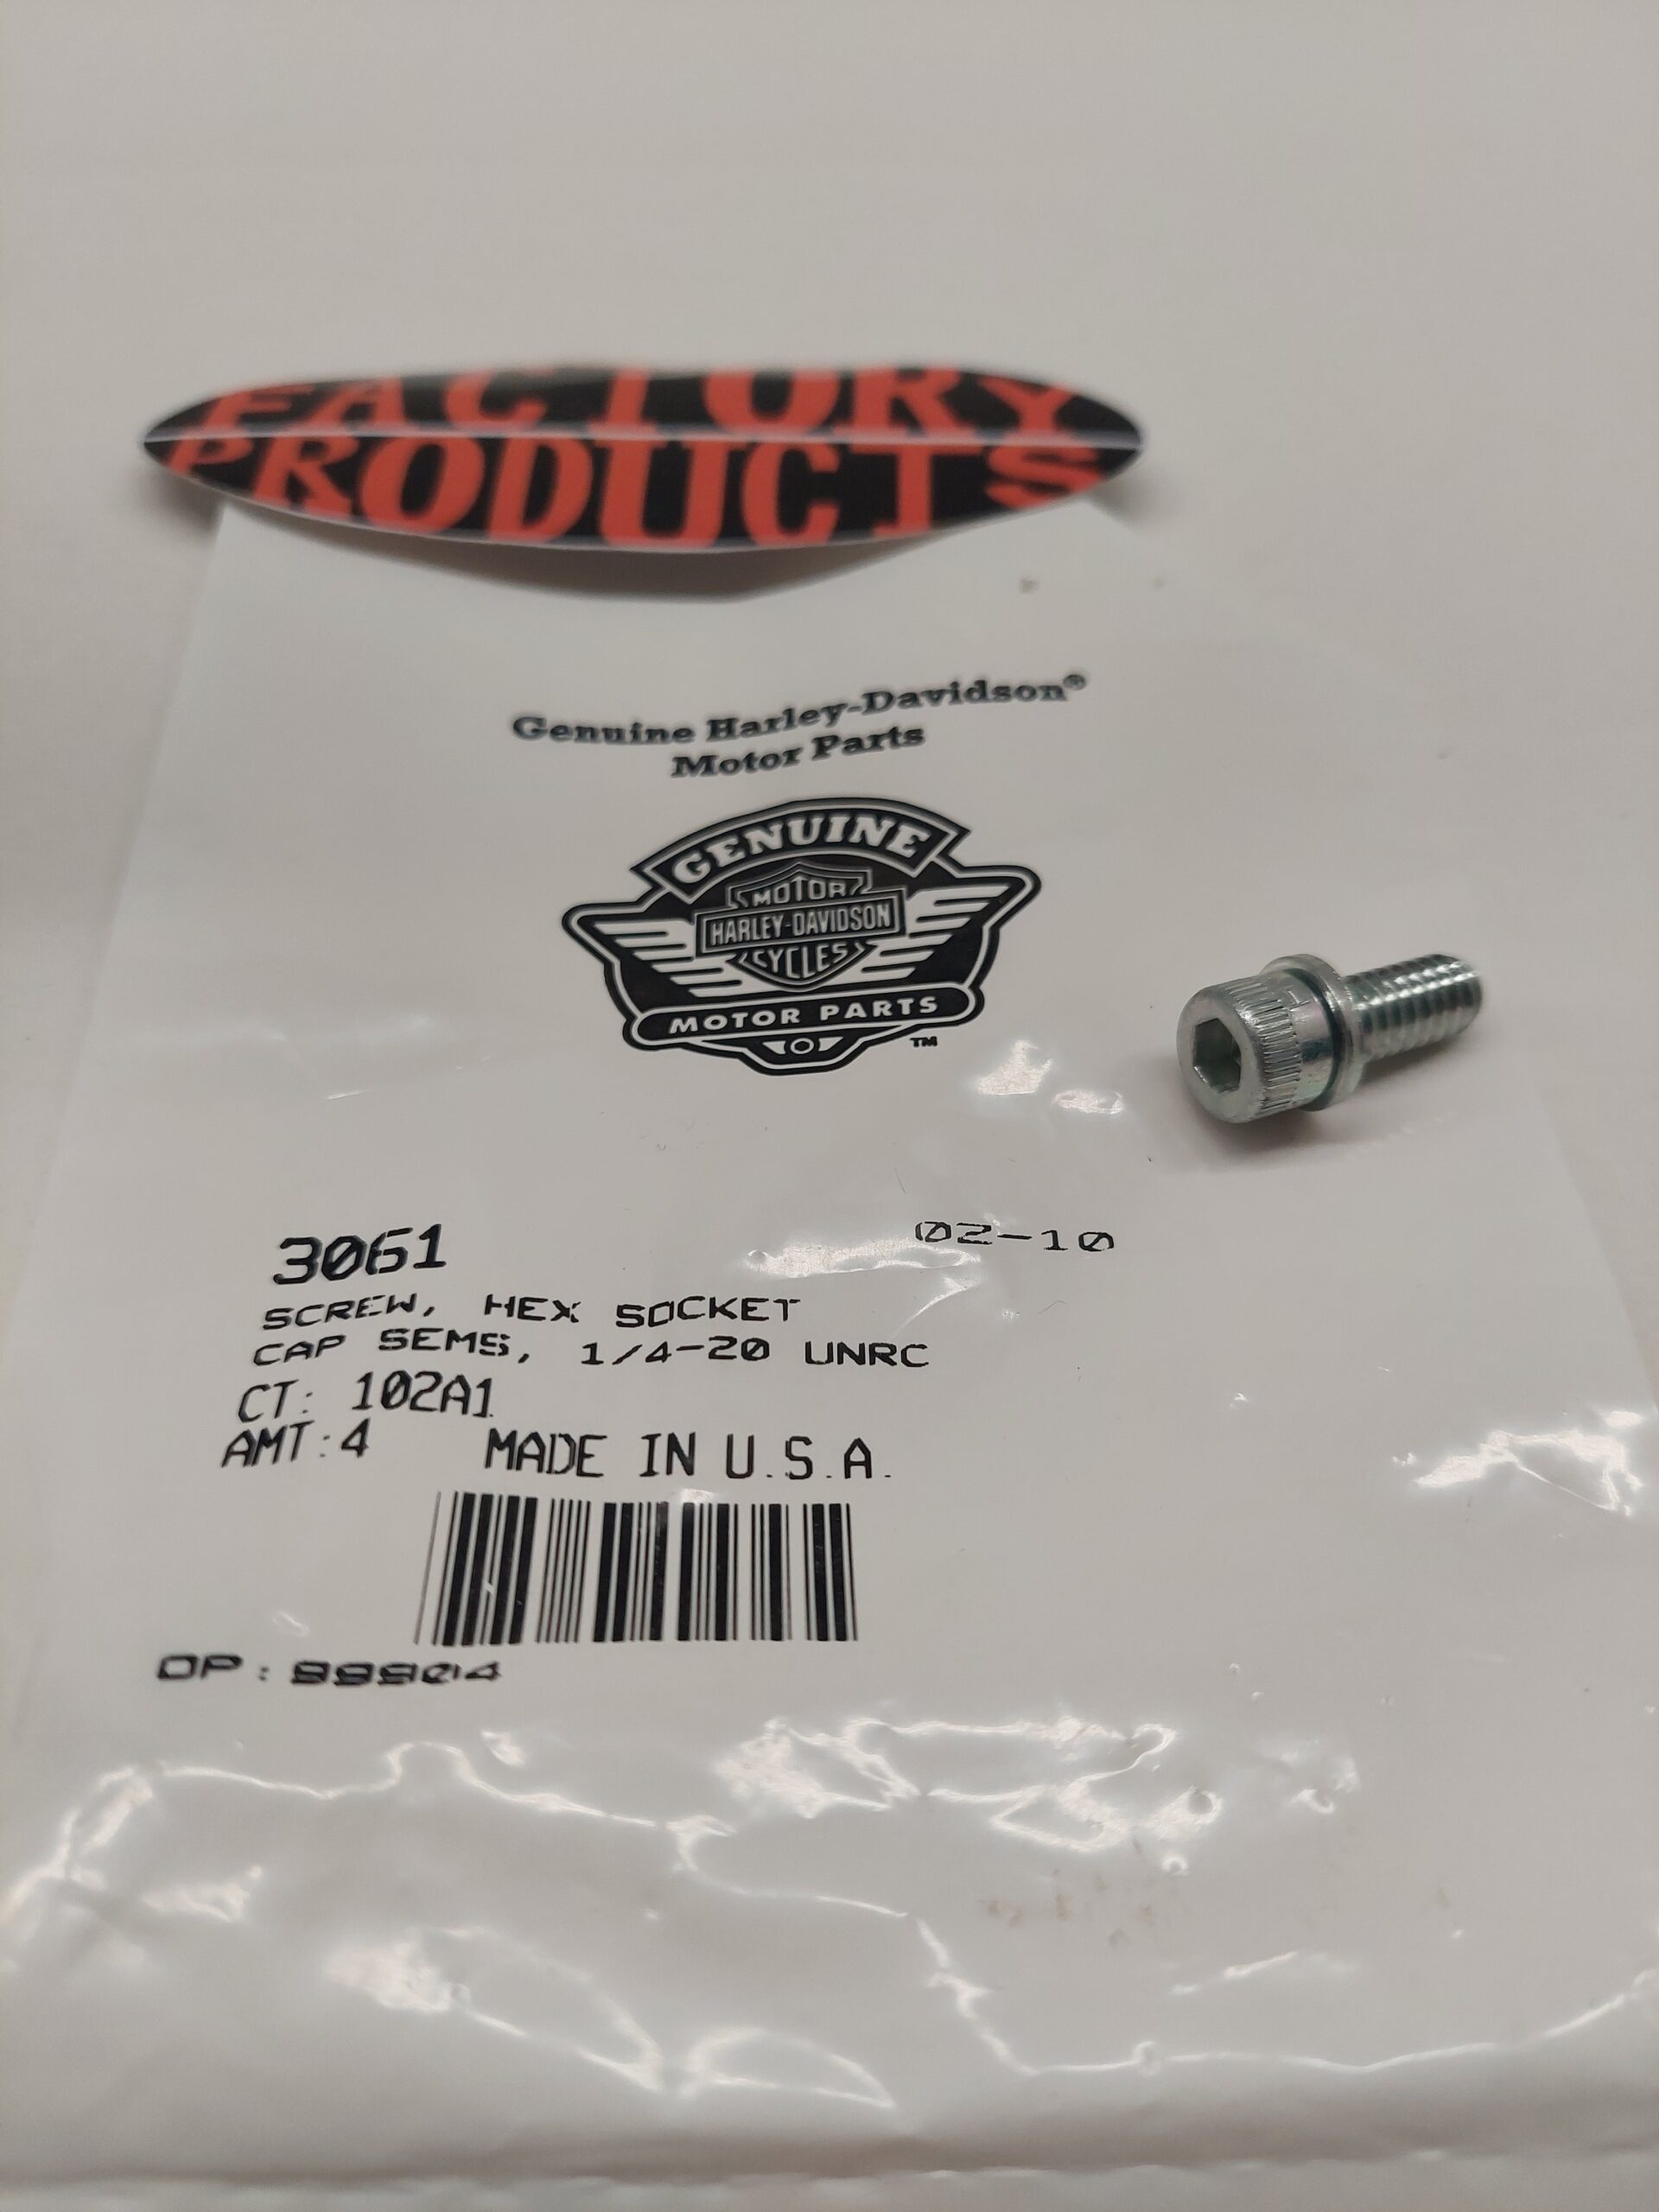 FACTORY
PRODUCTS
Genuine Harley-Davidson®
Motor Parts
GENUINE
MOTOR
HARLEY-DAVIDSON
CYCLES
MOTOR PARTS
TM
3061
02-10
SCREW, HEX SOCKET
CAP SEMS, 1/4-20 UNRC
CT: 102A1
AMT:4 MADE IN U.S.A.
OP: 99904